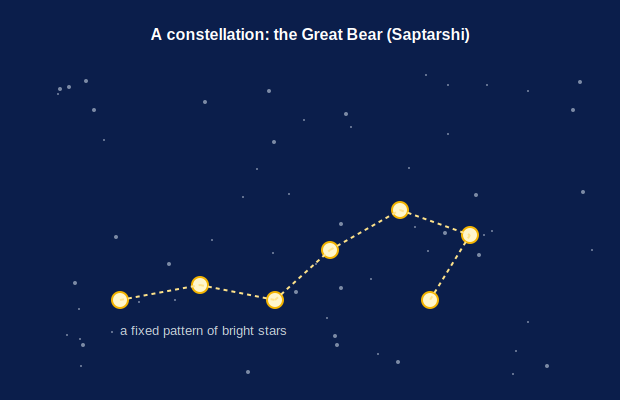 A constellation: the Great Bear (Saptarshi)
a fixed pattern of bright stars